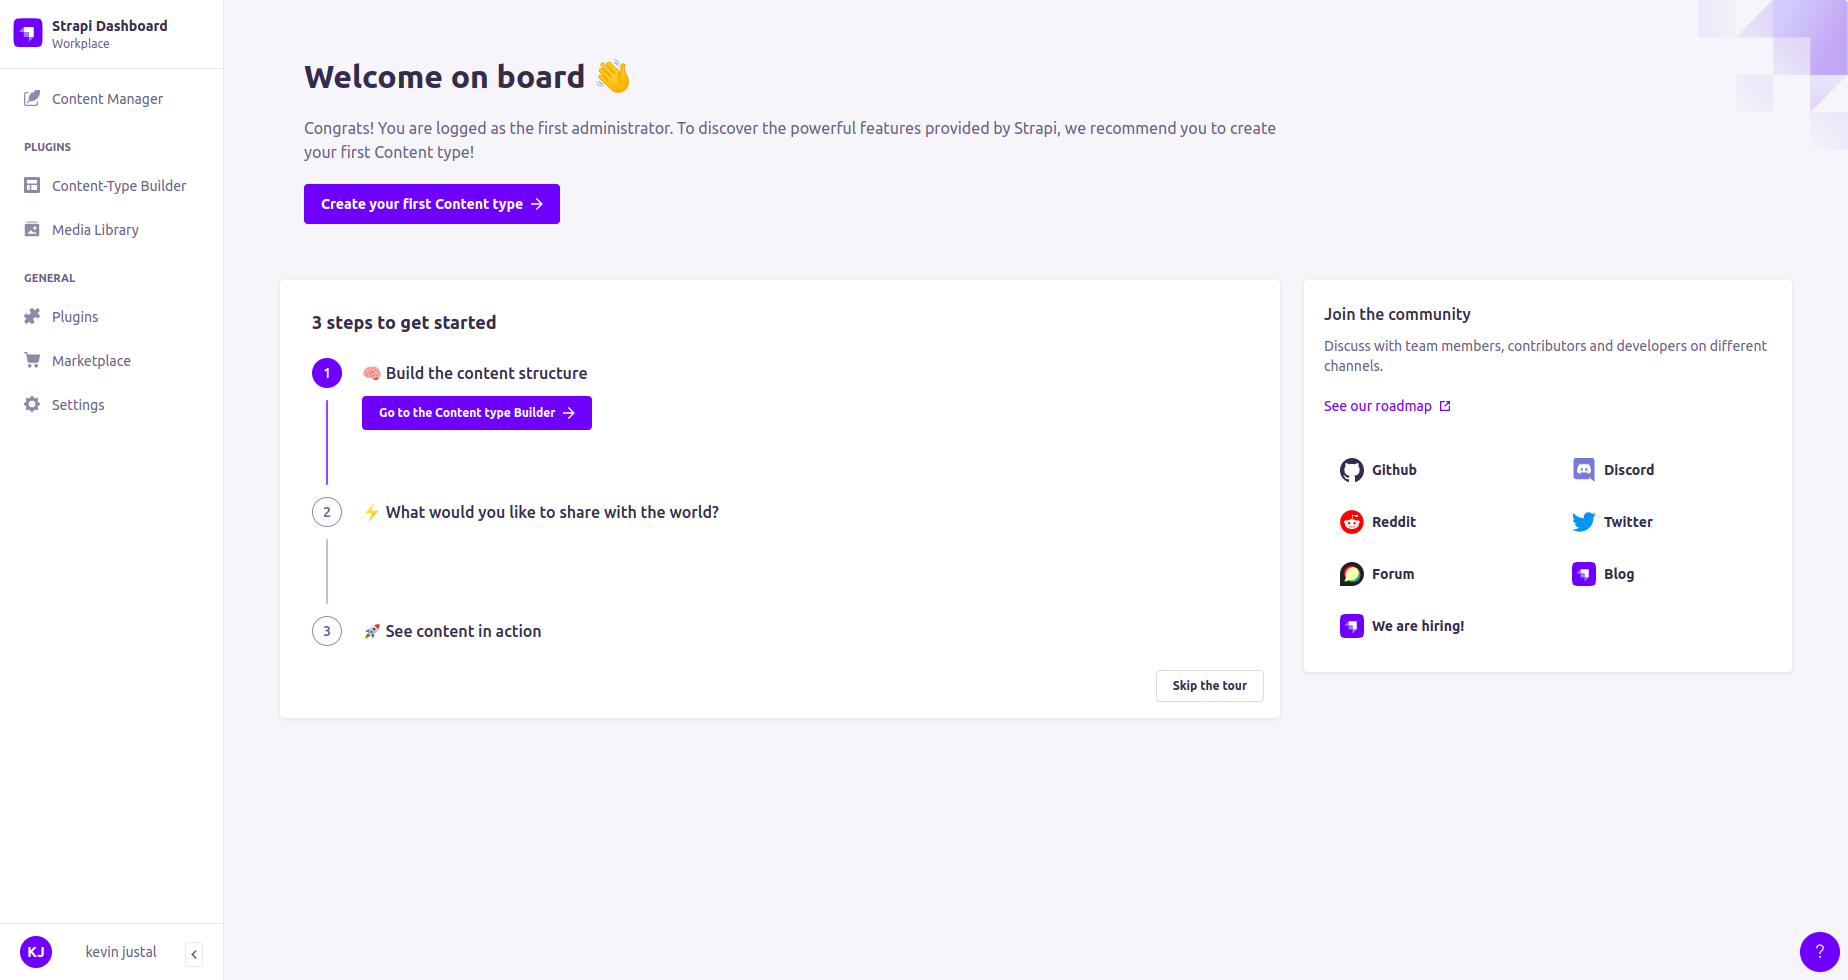 Strapi Dashboard
Workplace
Content Manager
PLUGINS
Content-Type Builder
Media Library
GENERAL
Plugins
Marketplace
Settings
kevin justal
KJ
Welcome on board 👋
Congrats! You are logged as the first administrator. To discover the powerful features provided by Strapi, we recommend you to create
your first Content type!
Create your first Content type →
3 steps to get started
1
🧠 Build the content structure
Go to the Content type Builder →
2
⚡ What would you like to share with the world?
3
🚀 See content in action
Skip the tour
Join the community
Discuss with team members, contributors and developers on different
channels.
See our roadmap
Github
Discord
Reddit
Twitter
Forum
Blog
We are hiring!
?